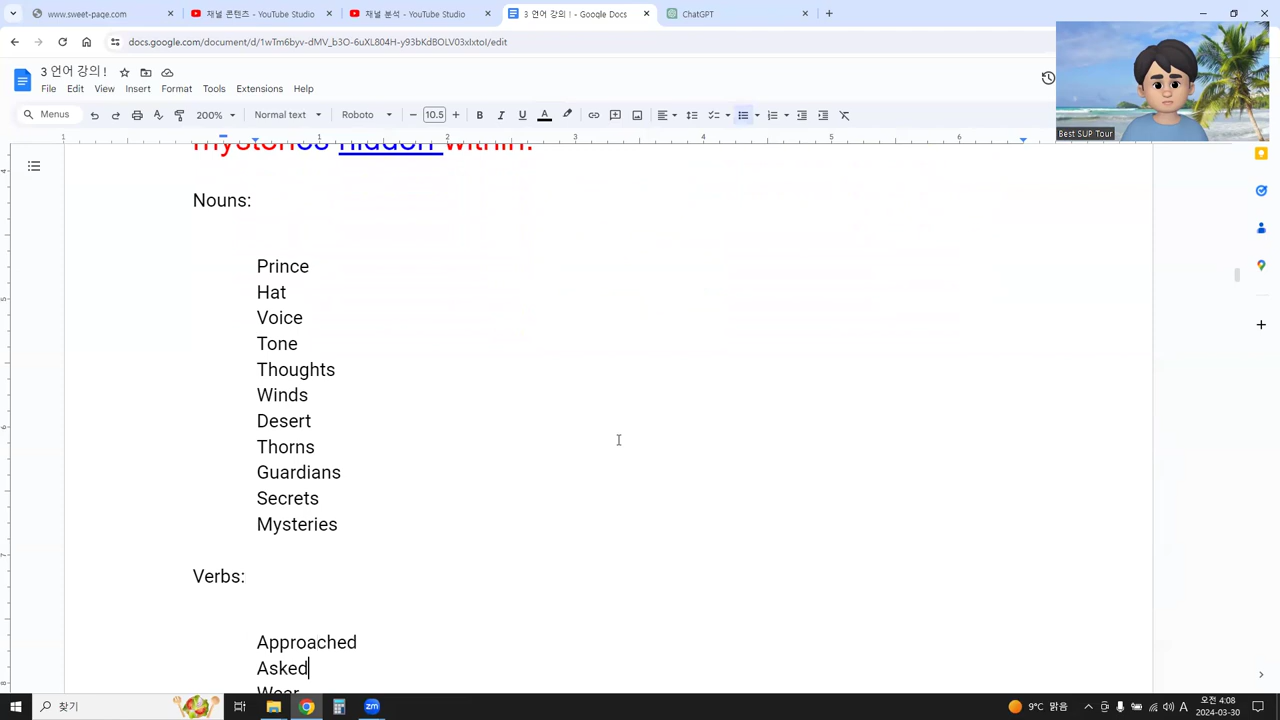 www.sweet-page.com
채널 콘텐츠 - YouTube Studio
채널 분석 - YouTube Studio
3 언어 강의 ! - Google Docs
ChatGPT
docs.google.com/document/d/1wTm6byv-dMV_b3O-6uXL804H-y93bKdBOLV03xIxtoI/edit
3 언어 강의 !
File Edit View Insert Format Tools Extensions Help
Menus 200% Normal text 10.5
Best SUP Tour
mysteries hidden within.
Nouns:
Prince
Hat
Voice
Tone
Thoughts
Winds
Desert
Thorns
Guardians
Secrets
Mysteries
Verbs:
Approached
Asked
Wear
찾기
9°C 맑음
A
오전 4:08
2024-03-30